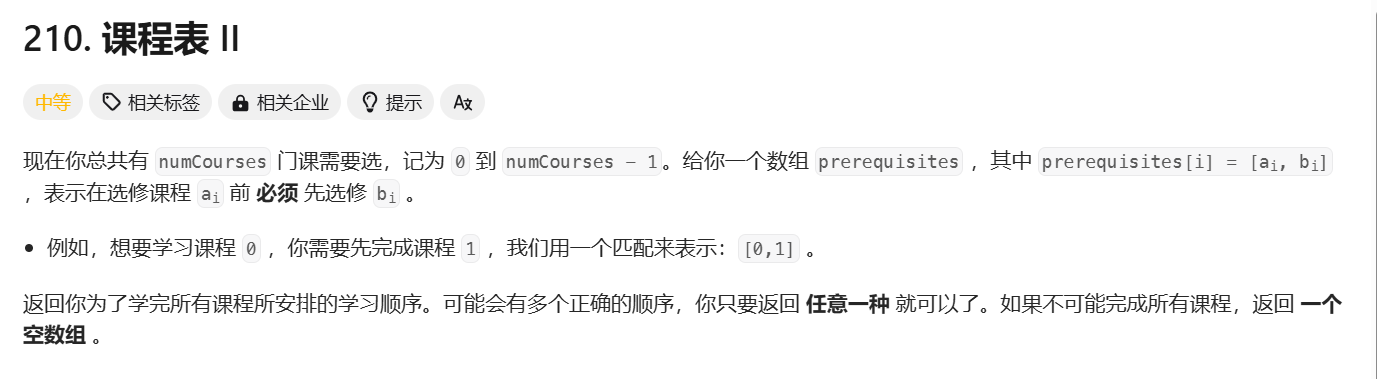 210. 课程表 II
中等 相关标签 相关企业 提示 Aあ
现在你总共有 numCourses 门课需要选，记为 0 到 numCourses - 1。给你一个数组 prerequisites ，其中 prerequisites[i] = [ai, bi]
，表示在选修课程 ai 前 必须 先选修 bi 。
例如，想要学习课程 0 ，你需要先完成课程 1 ，我们用一个匹配来表示：[0,1] 。
返回你为了学完所有课程所安排的学习顺序。可能会有多个正确的顺序，你只要返回 任意一种 就可以了。如果不可能完成所有课程，返回 一个
空数组 。